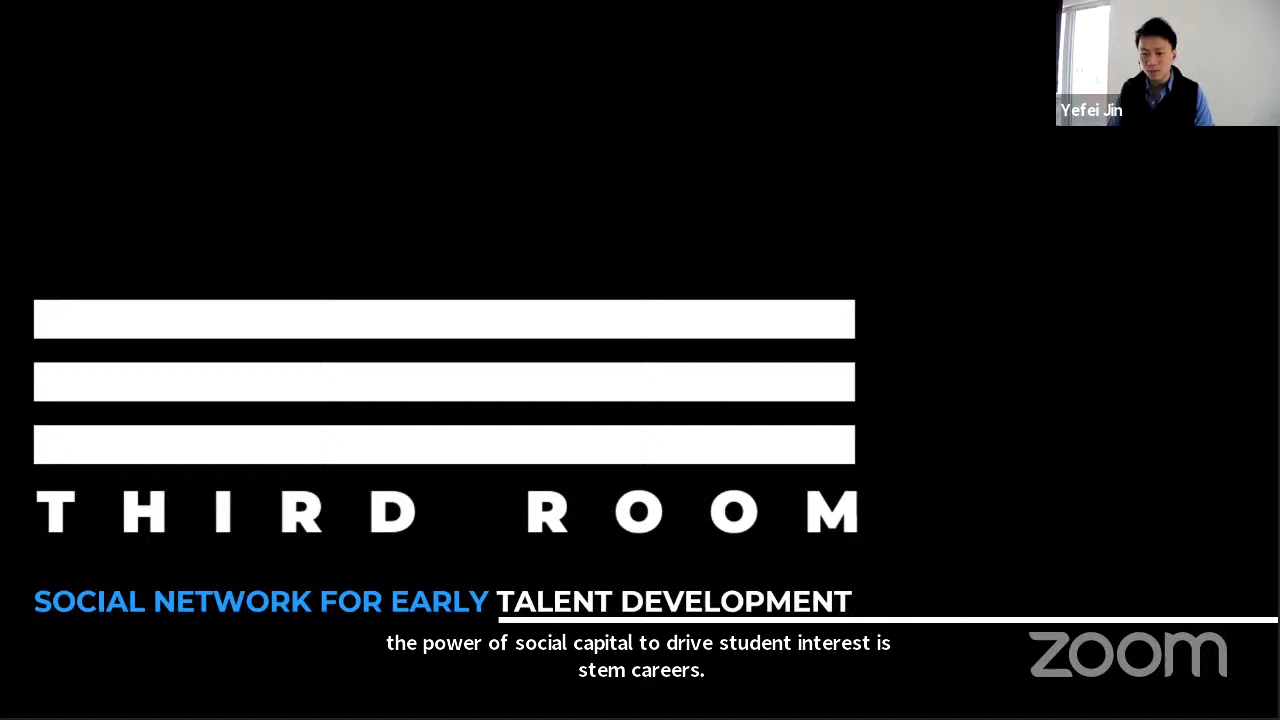 Yefei Jin
THIRD ROOM
SOCIAL NETWORK FOR EARLY TALENT DEVELOPMENT
the power of social capital to drive student interest is
stem careers.
zoom